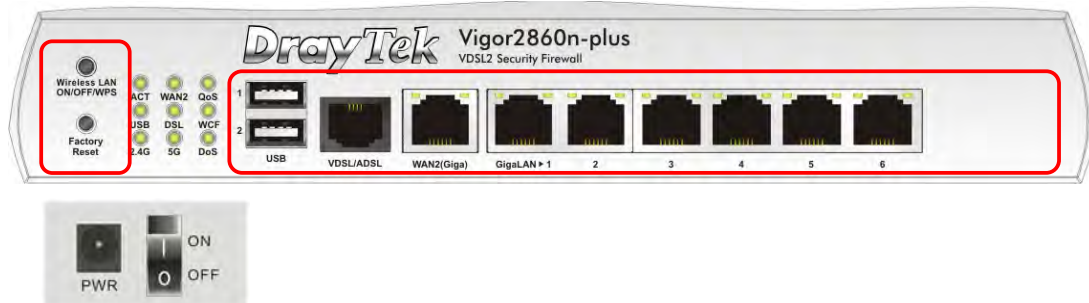 DrayTek
Vigor2860n-plus
VDSL2 Security Firewall
Wireless LAN
ON/OFF/WPS
Factory
Reset
ACT WAN2 QoS
USB DSL WCF
2.4G 5G DoS
1
2
USB
VDSL/ADSL
WAN2(Giga)
GigaLAN ▶ 1 2 3 4 5 6
PWR
ON
OFF